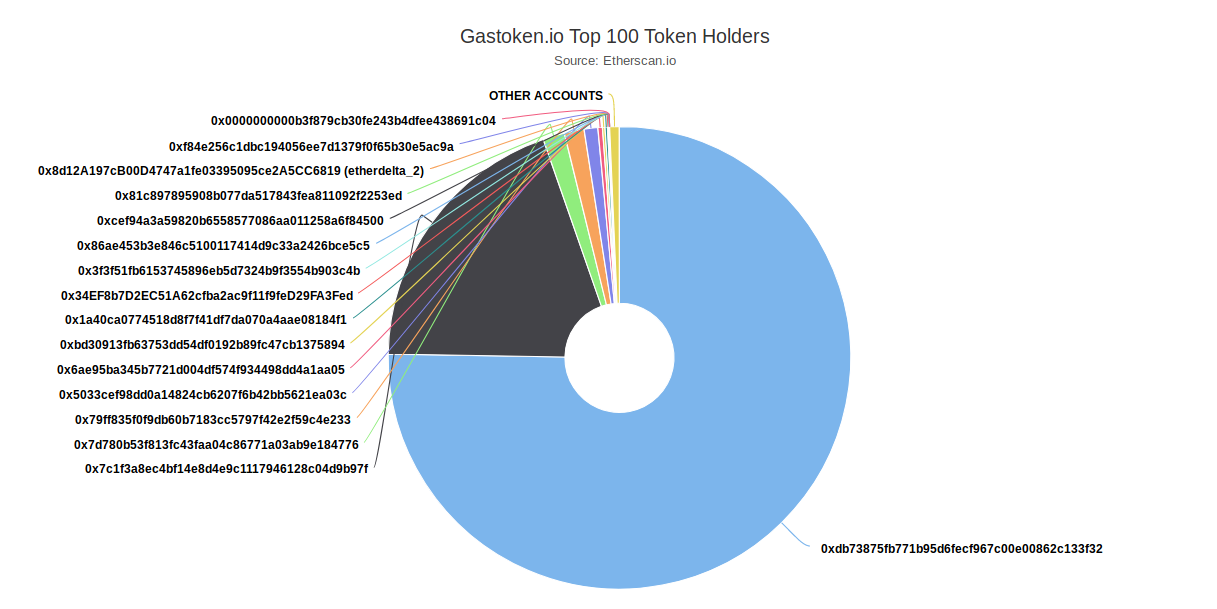 Gastoken.io Top 100 Token Holders
Source: Etherscan.io
OTHER ACCOUNTS
0x0000000000b3f879cb30fe243b4dfee438691c04
0xf84e256c1dbc194056ee7d1379f0f65b30e5ac9a
0x8d12A197cB00D4747a1fe03395095ce2A5CC6819 (etherdelta_2)
0x81c897895908b077da517843fea811092f2253ed
0xcef94a3a59820b6558577086aa011258a6f84500
0x86ae453b3e846c5100117414d9c33a2426bce5c5
0x3f3f51fb6153745896eb5d7324b9f3554b903c4b
0x34EF8b7D2EC51A62cfba2ac9f11f9feD29FA3Fed
0x1a40ca0774518d8f7f41df7da070a4aae08184f1
0xbd30913fb63753dd54df0192b89fc47cb1375894
0x6ae95ba345b7721d004df574f934498dd4a1aa05
0x5033cef98dd0a14824cb6207f6b42bb5621ea03c
0x79ff835f0f9db60b7183cc5797f42e2f59c4e233
0x7d780b53f813fc43faa04c86771a03ab9e184776
0x7c1f3a8ec4bf14e8d4e9c1117946128c04d9b97f
0xdb73875fb771b95d6fecf967c00e00862c133f32